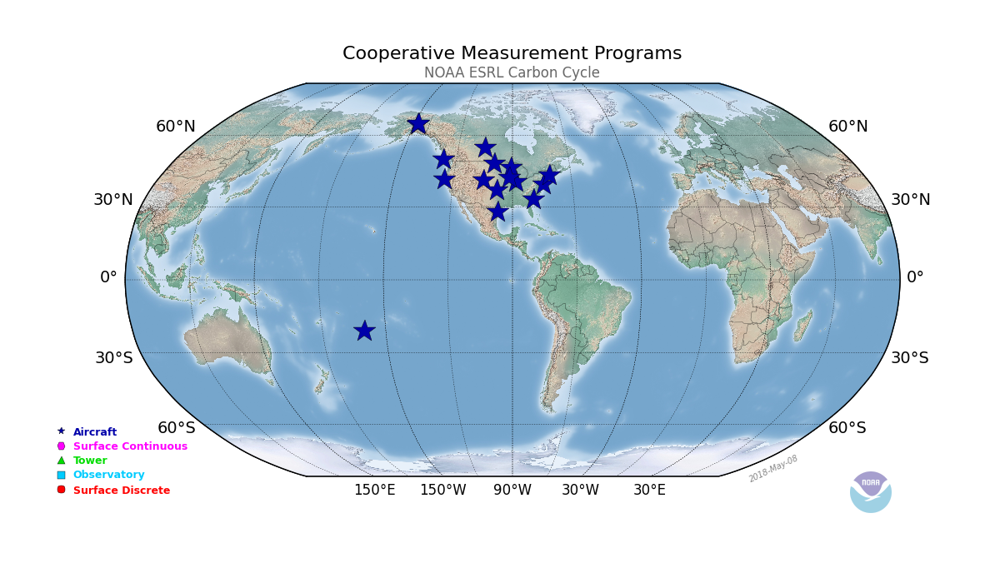 Cooperative Measurement Programs
NOAA ESRL Carbon Cycle
60°N 60°N
30°N 30°N
0° 0°
30°S 30°S
60°S 60°S
Aircraft
Surface Continuous
Tower
Observatory
Surface Discrete
2018-May-08
NOAA
150°E 150°W 90°W 30°W 30°E